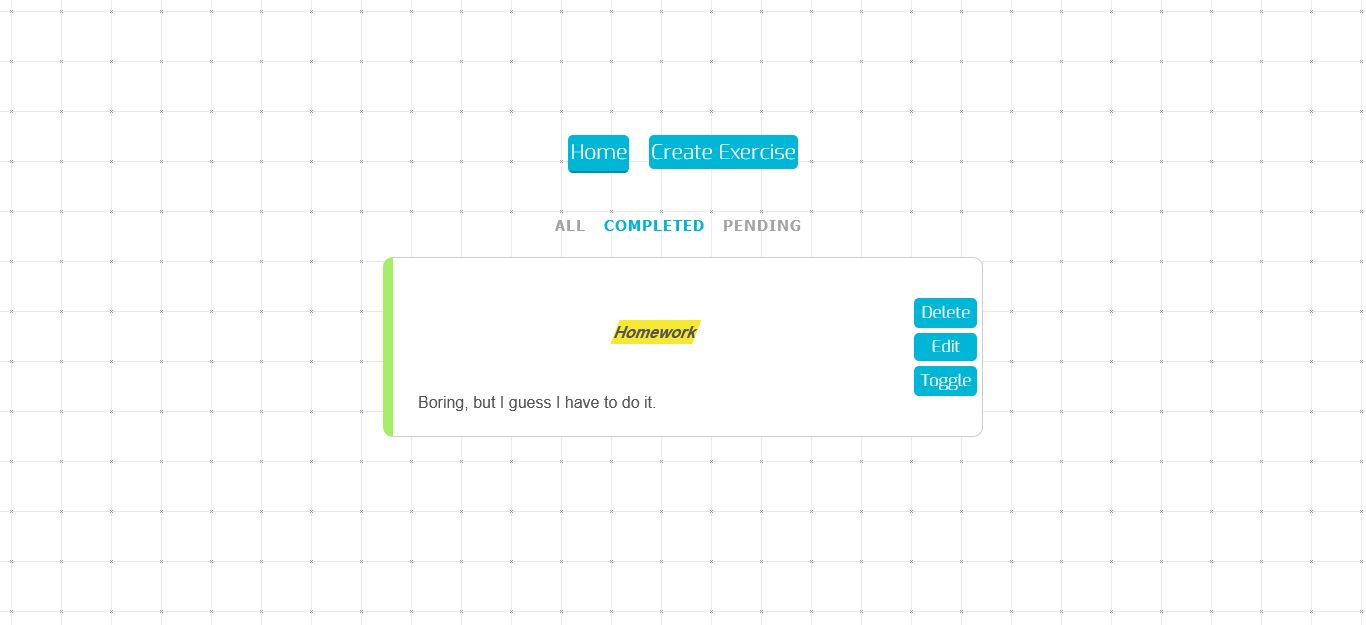 Home Create Exercise
ALL COMPLETED PENDING
Homework
Delete
Edit
Toggle
Boring, but I guess I have to do it.